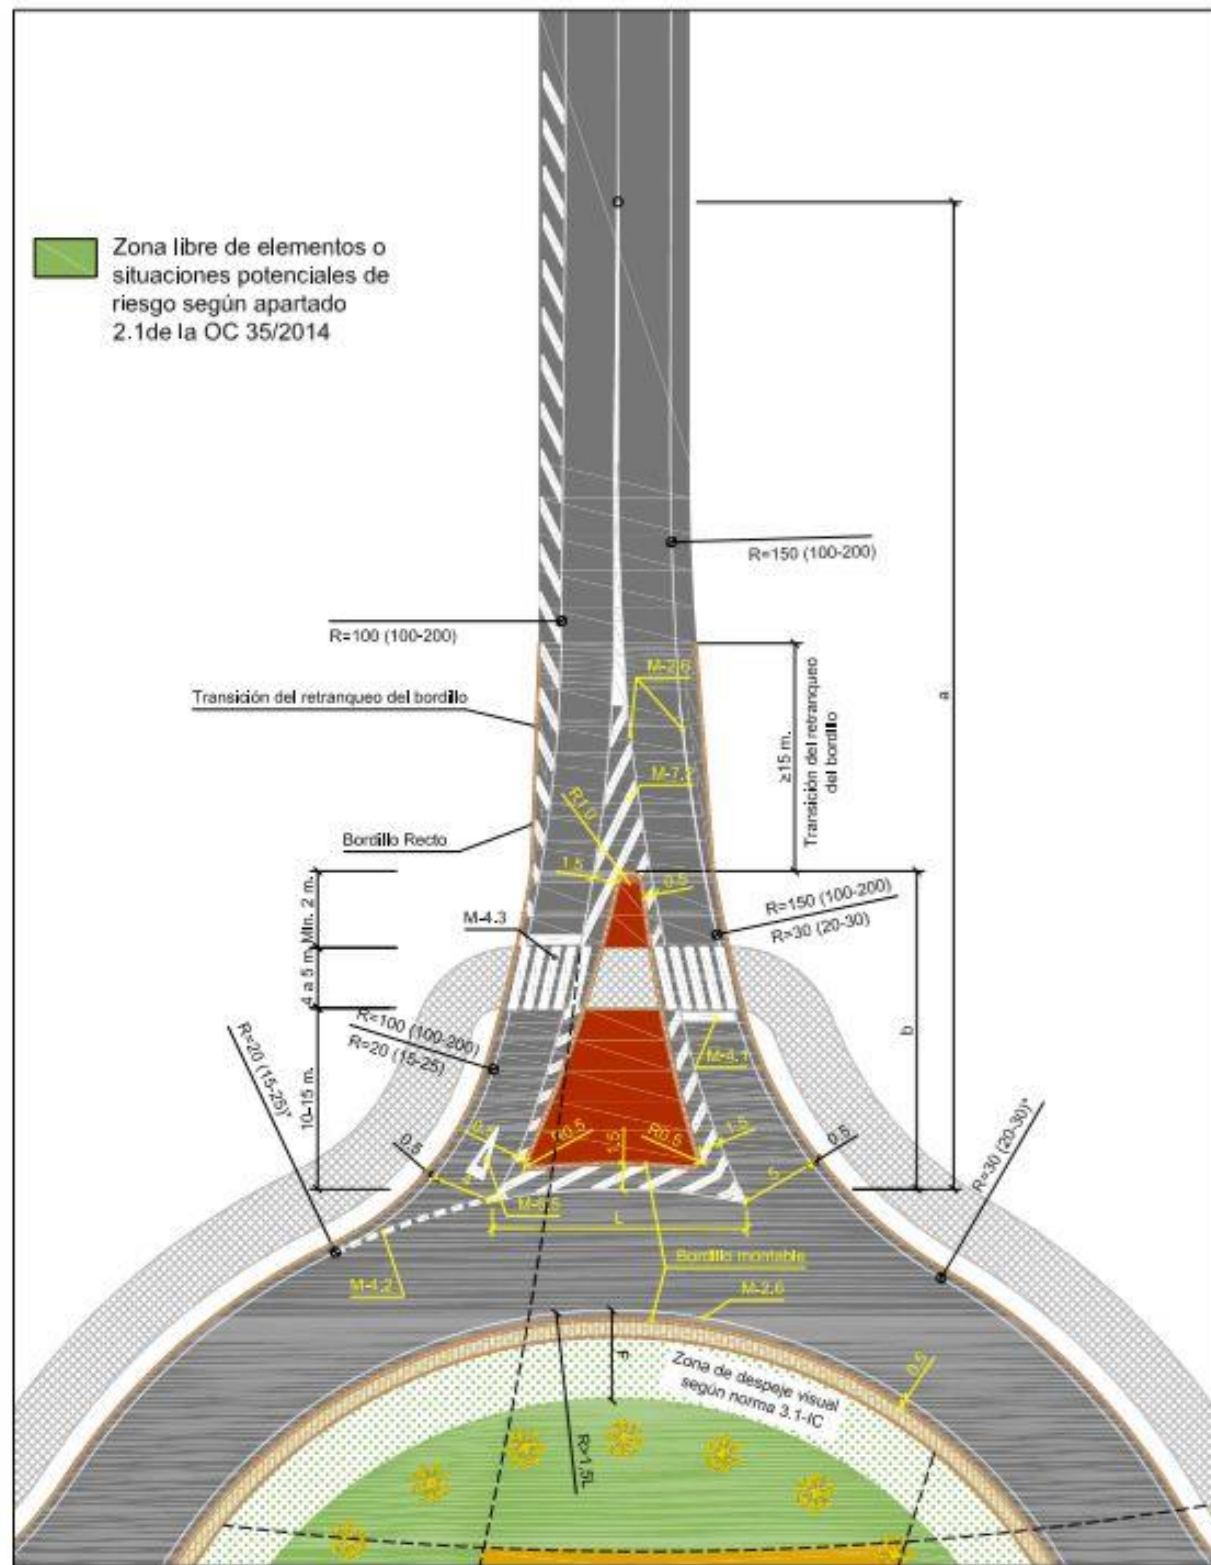 Zona libre de elementos o
situaciones potenciales de
riesgo según apartado
2.1de la OC 35/2014
a
R=150 (100-200)
R=100 (100-200)
M-2.6
Transición del retranqueo del bordillo
≥15 m.
Transición del retranqueo
del bordillo
M-7.2
R1.0
Bordillo Recto
1.5
0.5
Mín. 2 m.
R=150 (100-200)
R=30 (20-30)
M-4.3
4 a 5 m.
b
R=100 (100-200)
R=20 (15-25)
R=20 (15-25)*
M-4.1
10-15 m.
0.5
R0.5
1.5
R0.5
1.5
0.5
5
R=30 (20-30)*
M-6.5
L
Bordillo montable
M-4.2
M-2.6
F
Zona de despeje visual
según norma 3.1-IC
0.5
R>1,5L